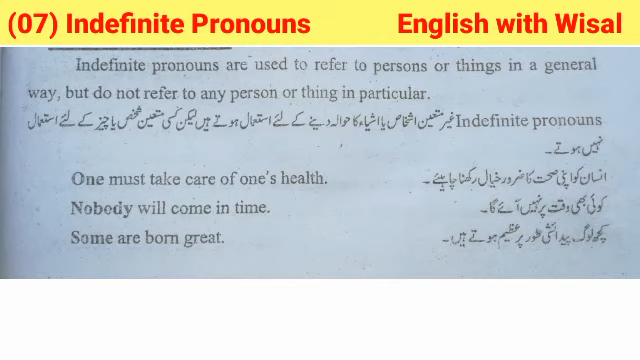 (07) Indefinite Pronouns English with Wisal
Indefinite pronouns are used to refer to persons or things in a general
way, but do not refer to any person or thing in particular.
Indefinite pronouns غیر متعین اشخاص یا اشیاء کا حوالہ دینے کے لئے استعمال ہوتے ہیں لیکن کسی متعین شخص یا چیز کے لئے استعمال
نہیں ہوتے۔
One must take care of one's health. انسان کو اپنی صحت کا ضرور خیال رکھنا چاہیئے۔
Nobody will come in time. کوئی بھی وقت پر نہیں آئے گا۔
Some are born great. کچھ لوگ پیدائشی طور پر عظیم ہوتے ہیں۔